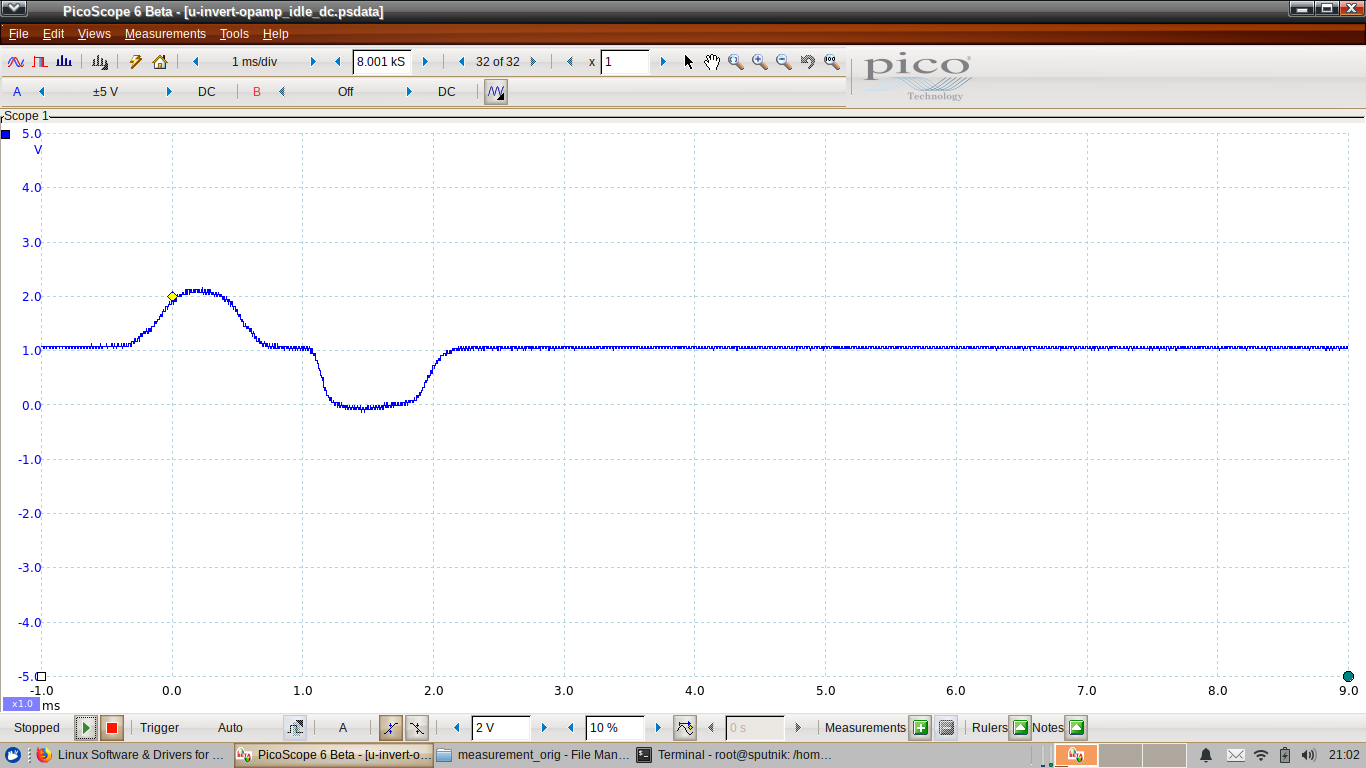 PicoScope 6 Beta - [u-invert-opamp_idle_dc.psdata]
File Edit Views Measurements Tools Help
1 ms/div 8.001 kS 32 of 32 x 1
pico
Technology
A ±5 V DC B Off DC
Scope 1
5.0
V
4.0
3.0
2.0
1.0
0.0
-1.0
-2.0
-3.0
-4.0
-5.0
-1.0 0.0 1.0 2.0 3.0 4.0 5.0 6.0 7.0 8.0 9.0
x1.0 ms
Stopped Trigger Auto A 2 V 10 % 0 s Measurements Rulers Notes
Linux Software & Drivers for ... PicoScope 6 Beta - [u-invert-o... measurement_orig - File Man... Terminal - root@sputnik: /hom... 21:02